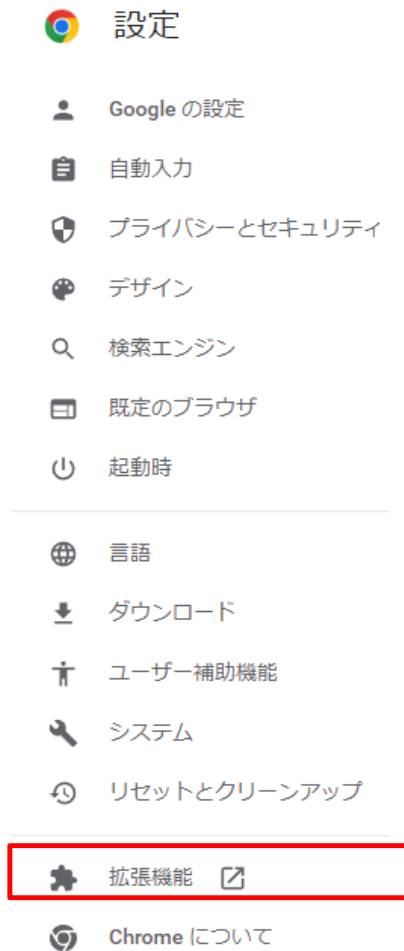 設定
Google の設定
自動入力
プライバシーとセキュリティ
デザイン
検索エンジン
既定のブラウザ
起動時
言語
ダウンロード
ユーザー補助機能
システム
リセットとクリーンアップ
拡張機能
Chrome について